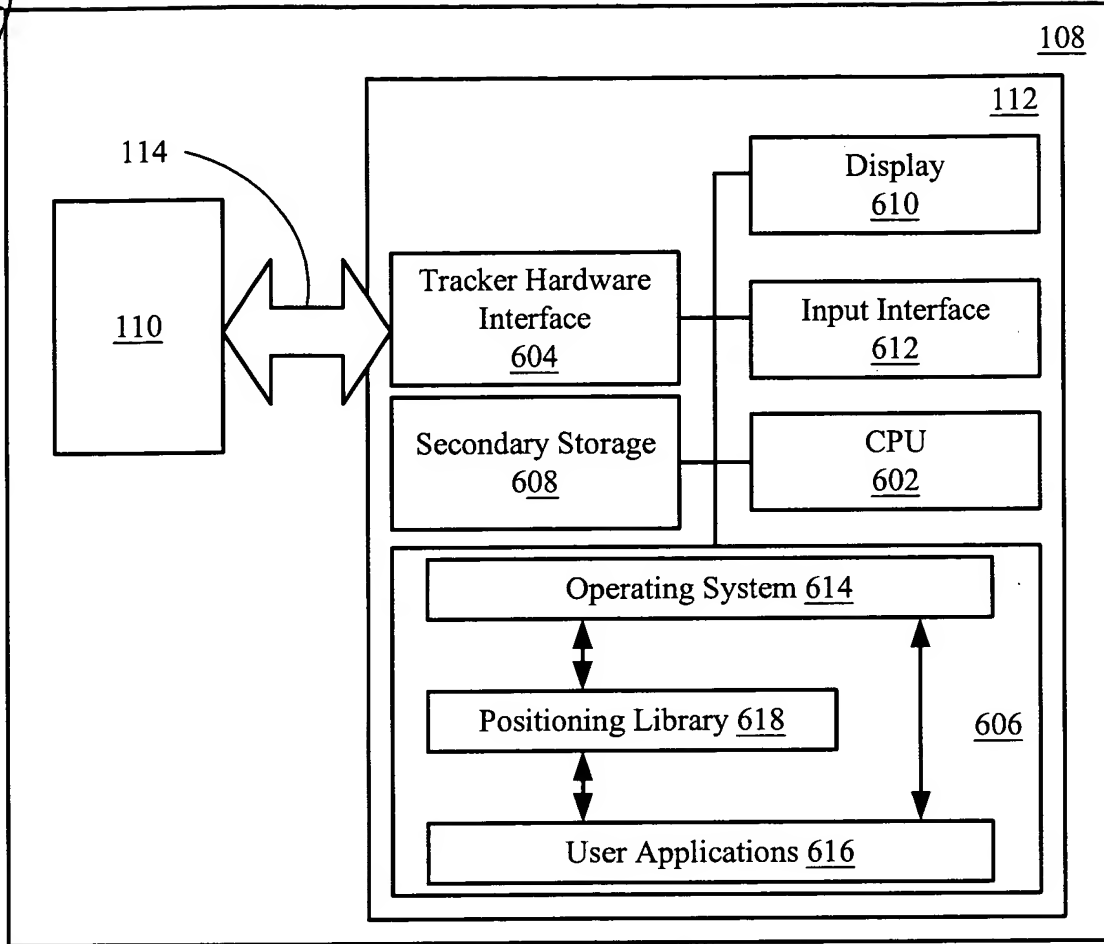 108
112
114
Display
610
110
Tracker Hardware
Interface
604
Input Interface
612
Secondary Storage
608
CPU
602
Operating System 614
Positioning Library 618
606
User Applications 616